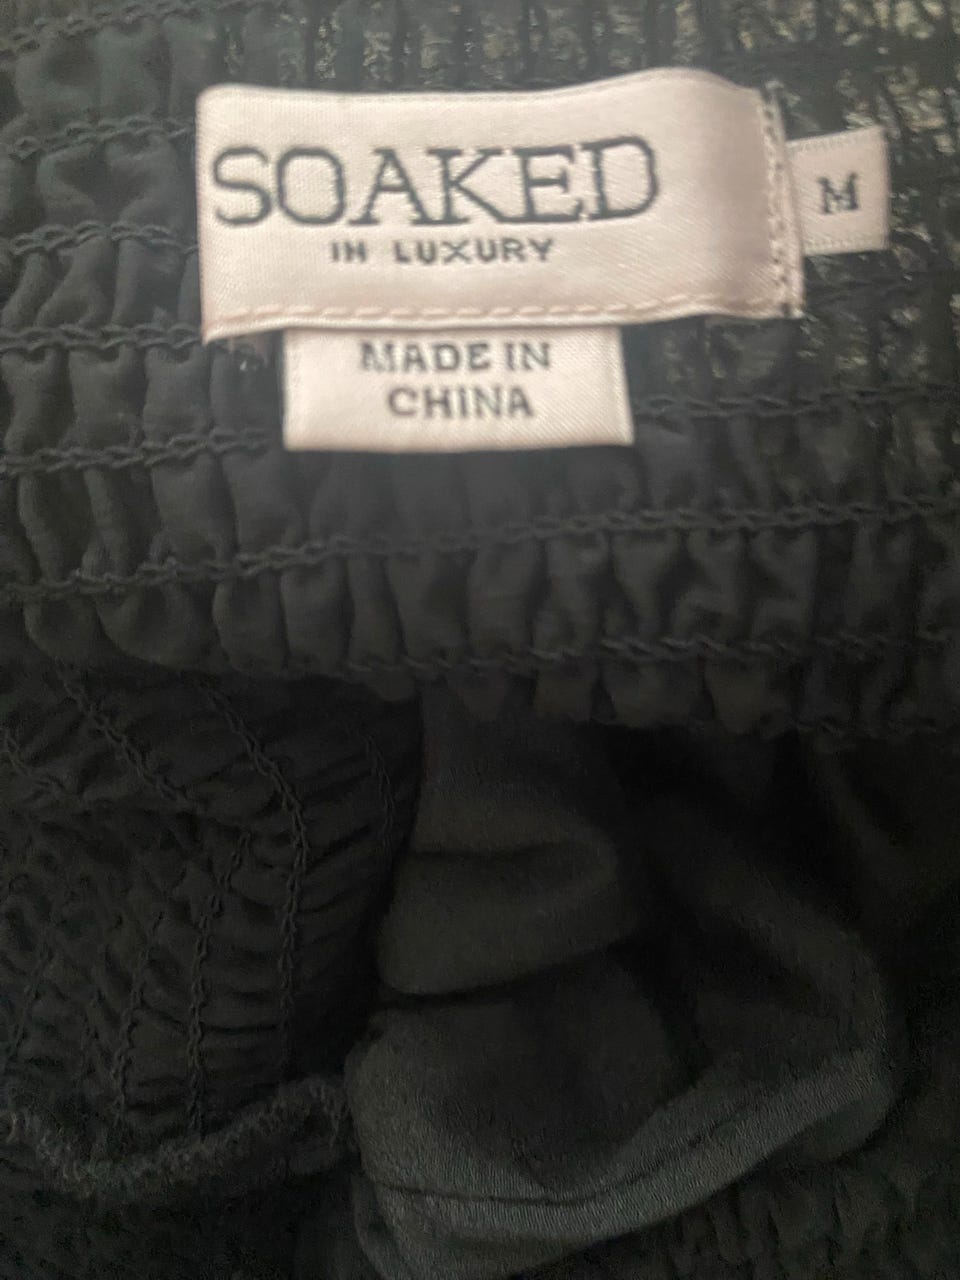 SOAKED
IN LUXURY
M
MADE IN
CHINA